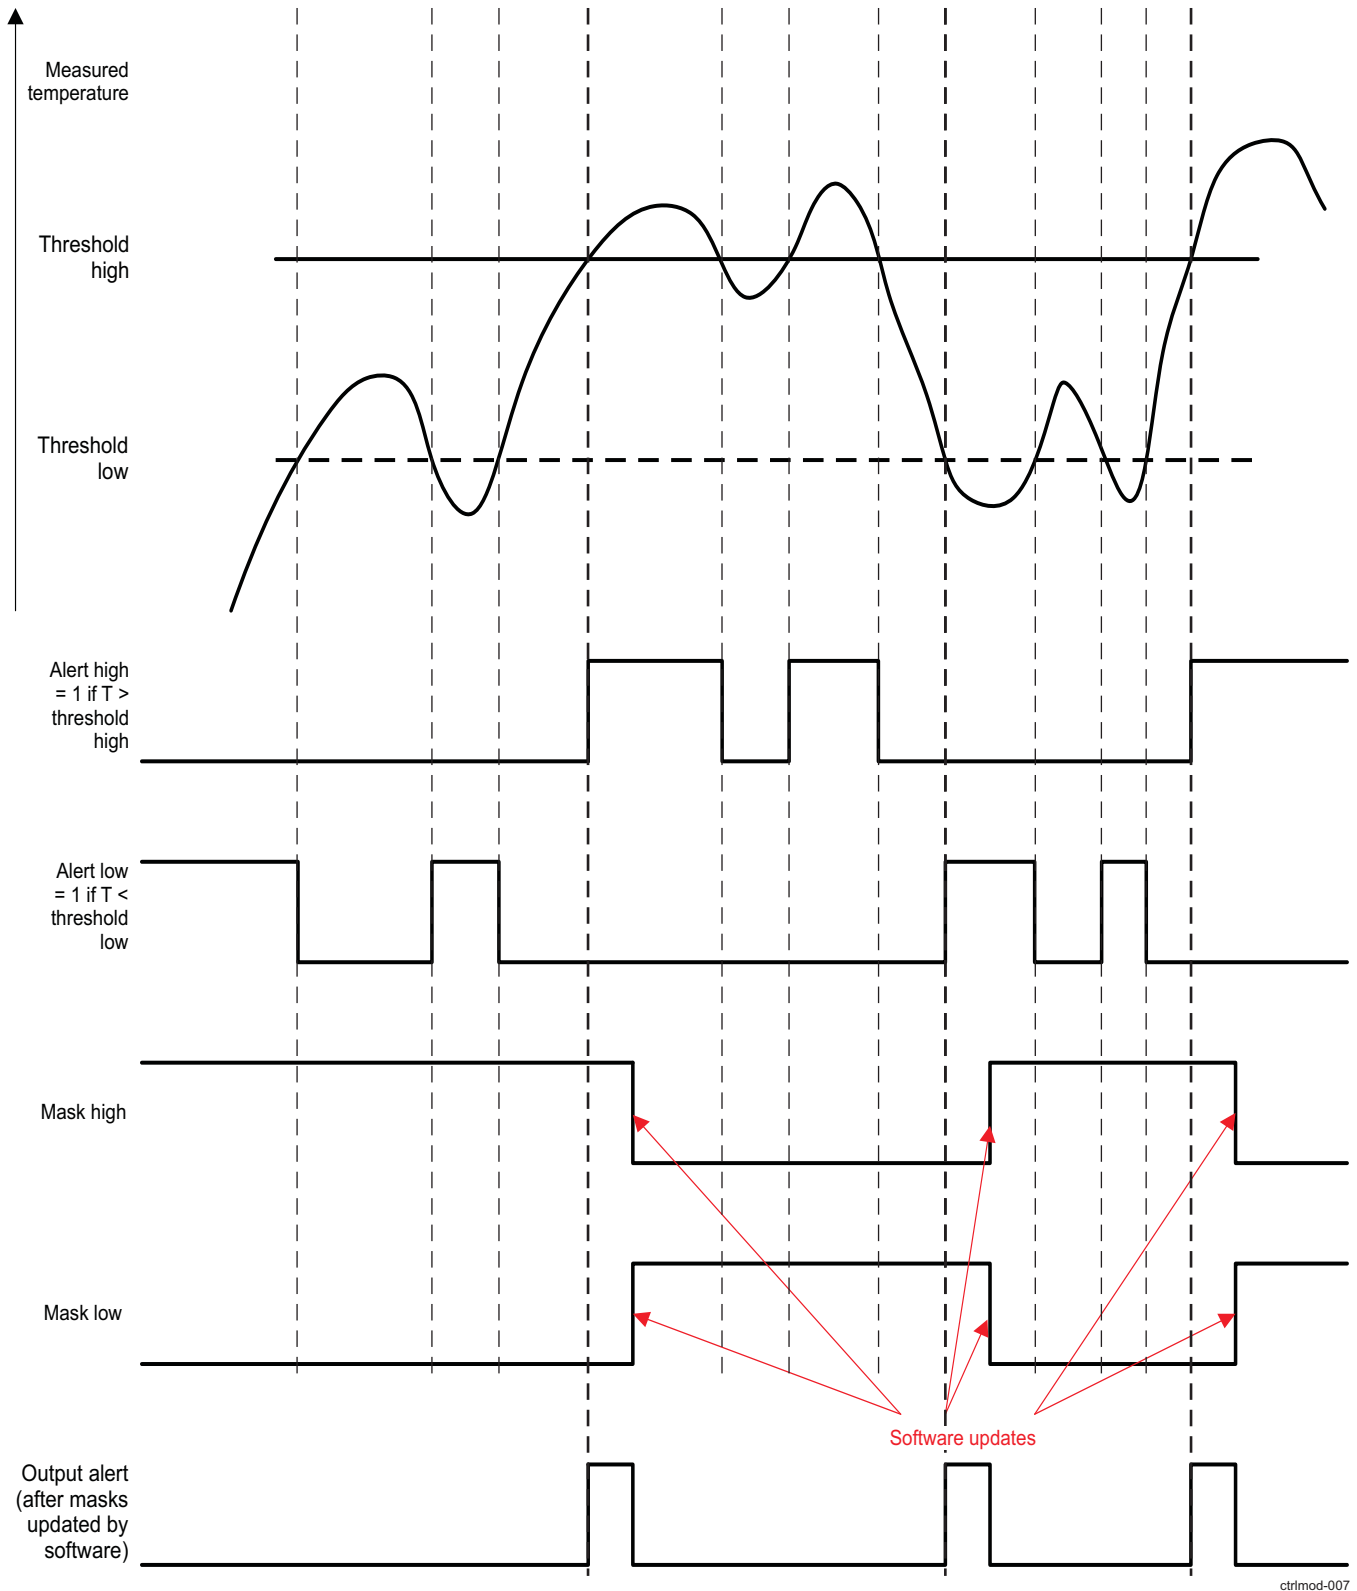 Measured
temperature
Threshold
high
Threshold
low
Alert high
= 1 if T >
threshold
high
Alert low
= 1 if T <
threshold
low
Mask high
Mask low
Software updates
Output alert
(after masks
updated by
software)
ctrlmod-007